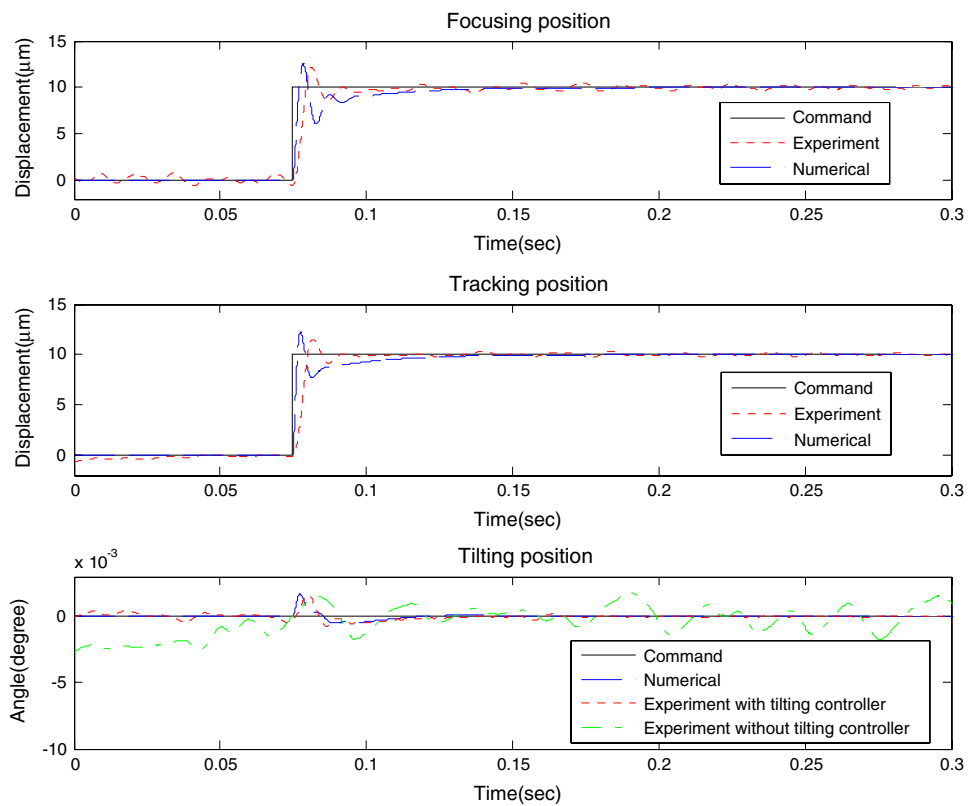 Focusing position
15
10
5
0
Displacement(μm)
Command
Experiment
Numerical
0
0.05
0.1
0.15
0.2
0.25
0.3
Time(sec)
Tracking position
15
10
5
0
Displacement(μm)
Command
Experiment
Numerical
0
0.05
0.1
0.15
0.2
0.25
0.3
Time(sec)
x 10-3
Tilting position
0
-5
-10
Angle(degree)
Command
Numerical
Experiment with tilting controller
Experiment without tilting controller
0
0.05
0.1
0.15
0.2
0.25
0.3
Time(sec)